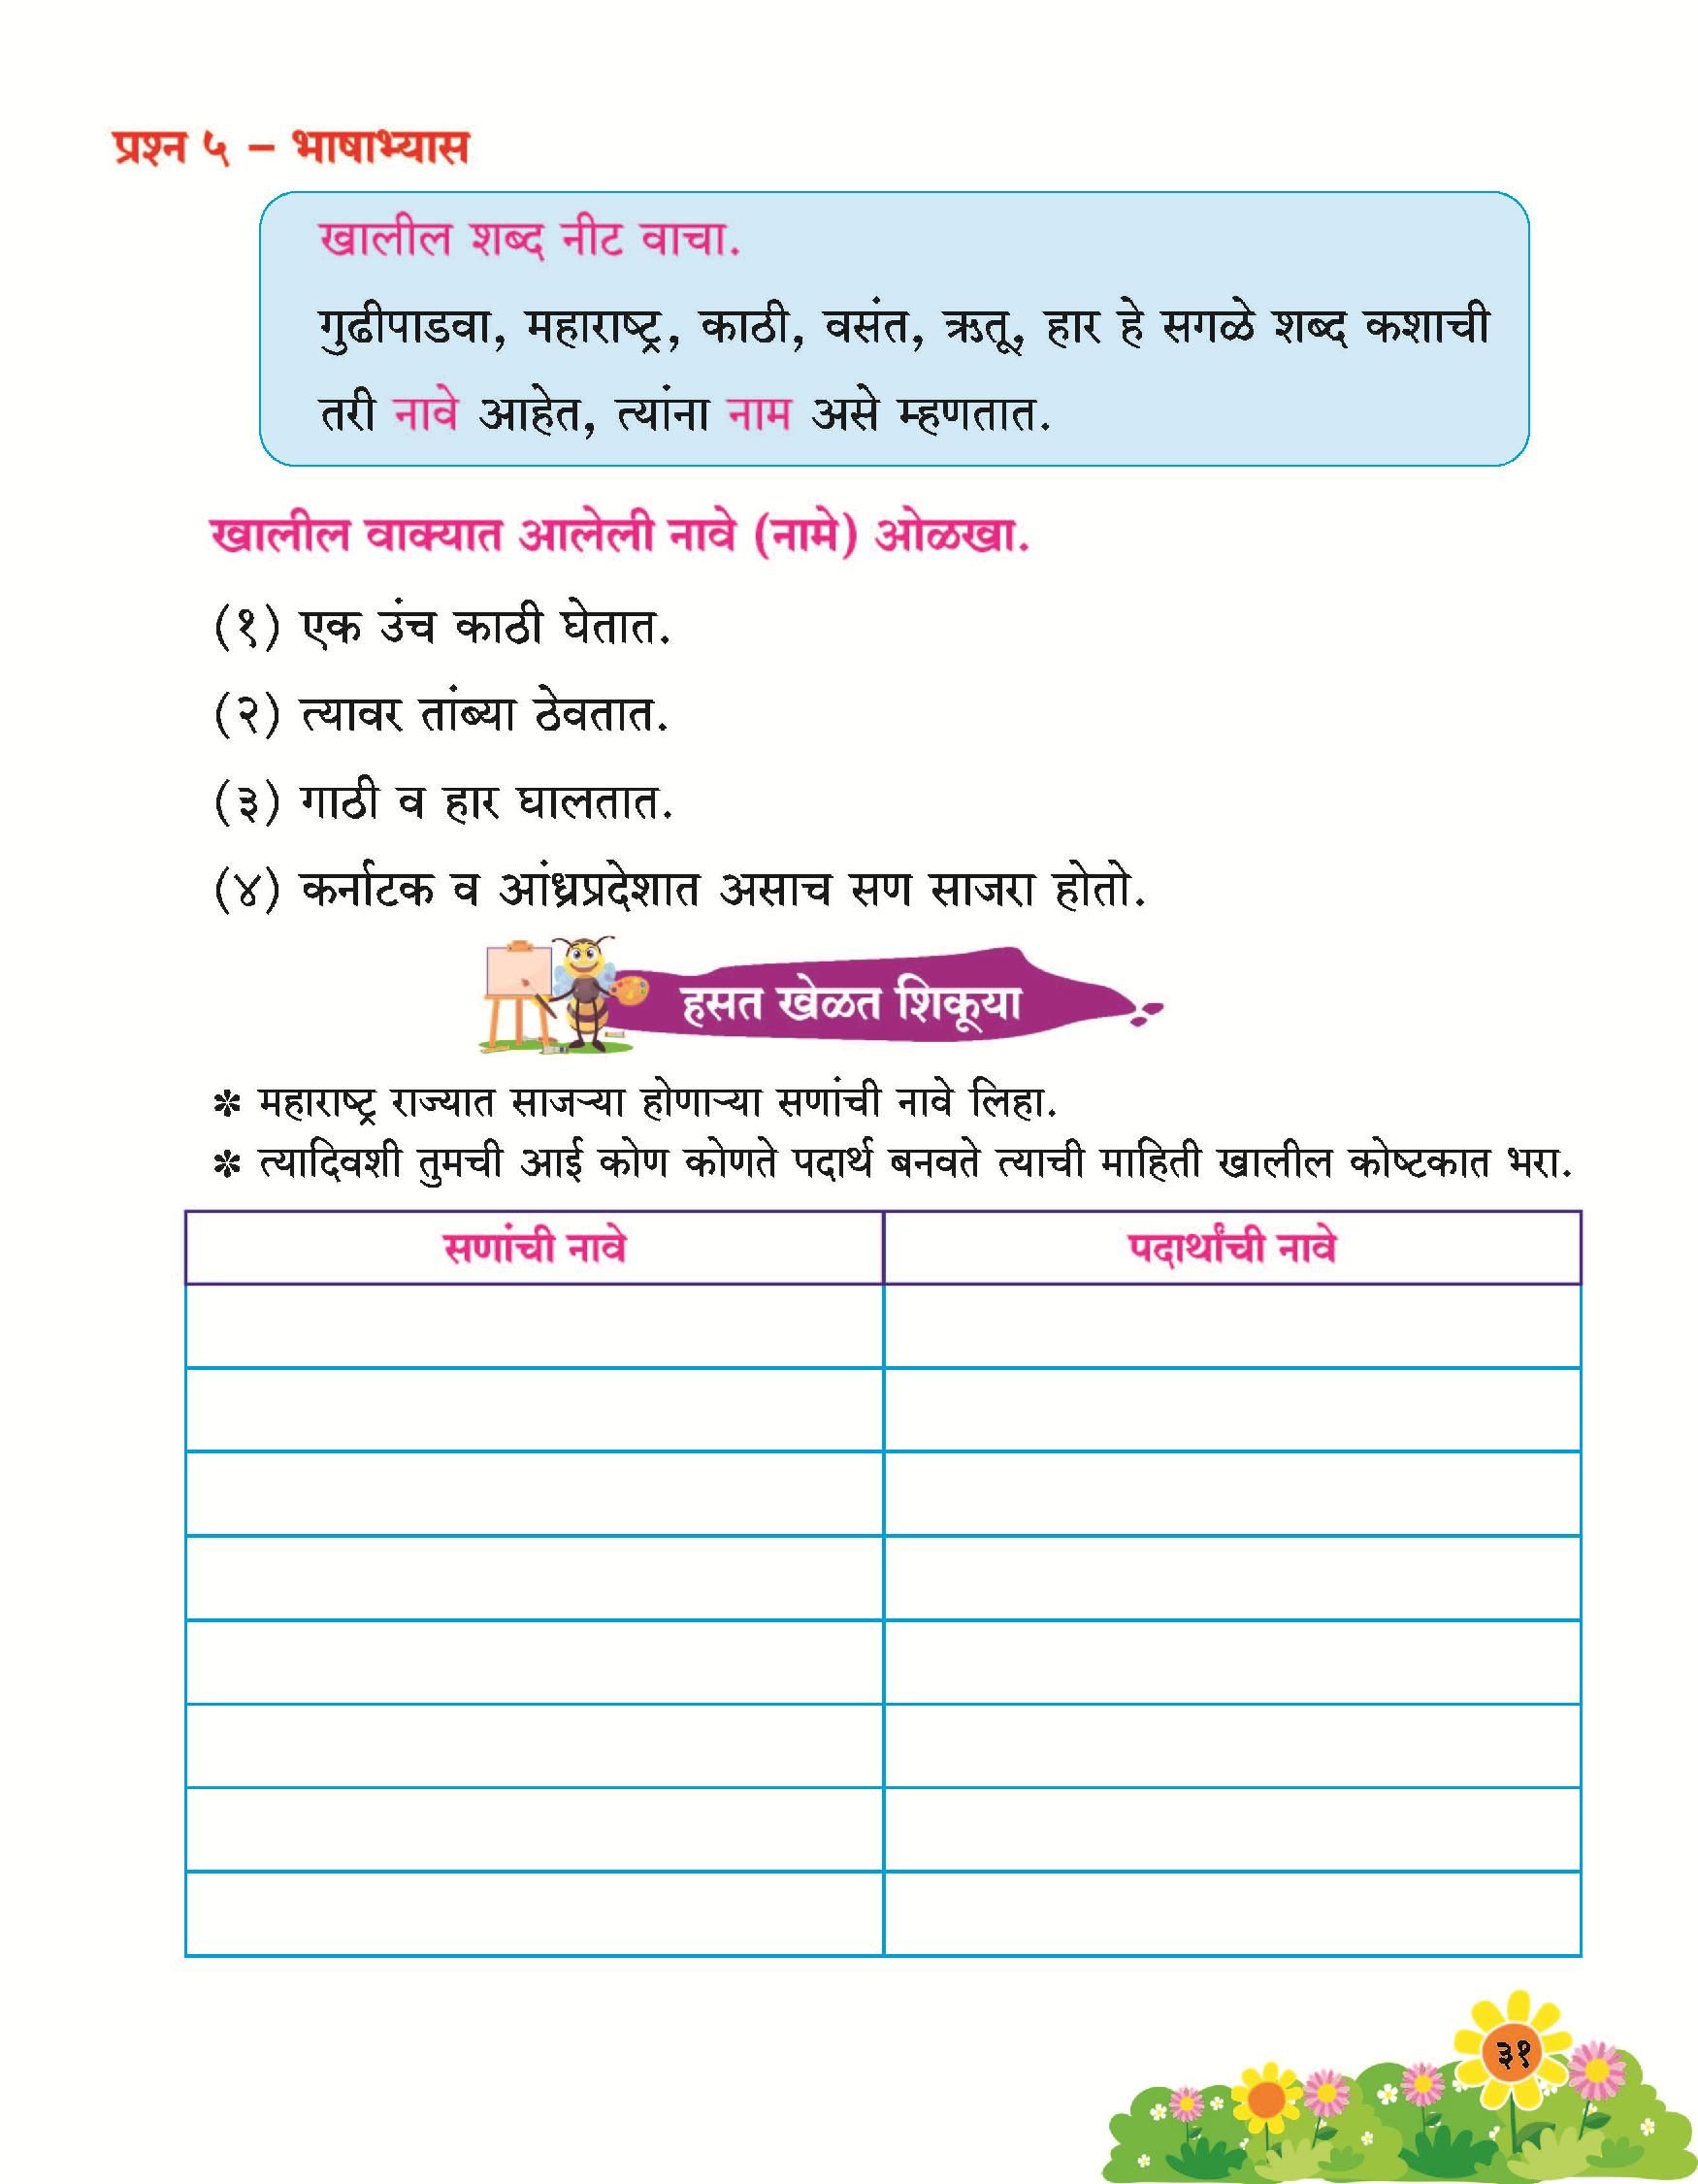 प्रश्न ५ – भाषाभ्यास
खालील शब्द नीट वाचा.
गुढीपाडवा, महाराष्ट्र, काठी, वसंत, ऋतू, हार हे सगळे शब्द कशाची
तरी नावे आहेत, त्यांना नाम असे म्हणतात.
खालील वाक्यात आलेली नावे (नामे) ओळखा.
(१) एक उंच काठी घेतात.
(२) त्यावर तांब्या ठेवतात.
(३) गाठी व हार घालतात.
(४) कर्नाटक व आंध्रप्रदेशात असाच सण साजरा होतो.
हसत खेळत शिकूया
✽ महाराष्ट्र राज्यात साजऱ्या होणाऱ्या सणांची नावे लिहा.
✽ त्यादिवशी तुमची आई कोण कोणते पदार्थ बनवते त्याची माहिती खालील कोष्टकात भरा.
सणांची नावे पदार्थांची नावे
३१